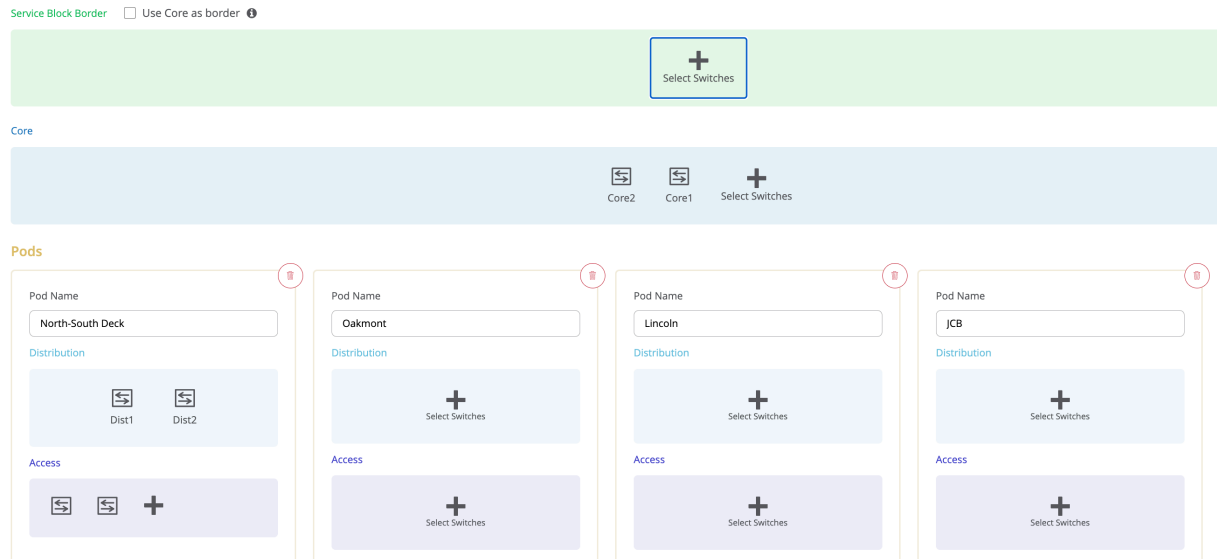 Service Block Border Use Core as border
Select Switches
Core
Core2 Core1 Select Switches
Pods
Pod Name Pod Name Pod Name Pod Name
North-South Deck Oakmont Lincoln JCB
Distribution Distribution Distribution Distribution
Dist1 Dist2 Select Switches Select Switches Select Switches
Access Access Access Access
Select Switches Select Switches Select Switches